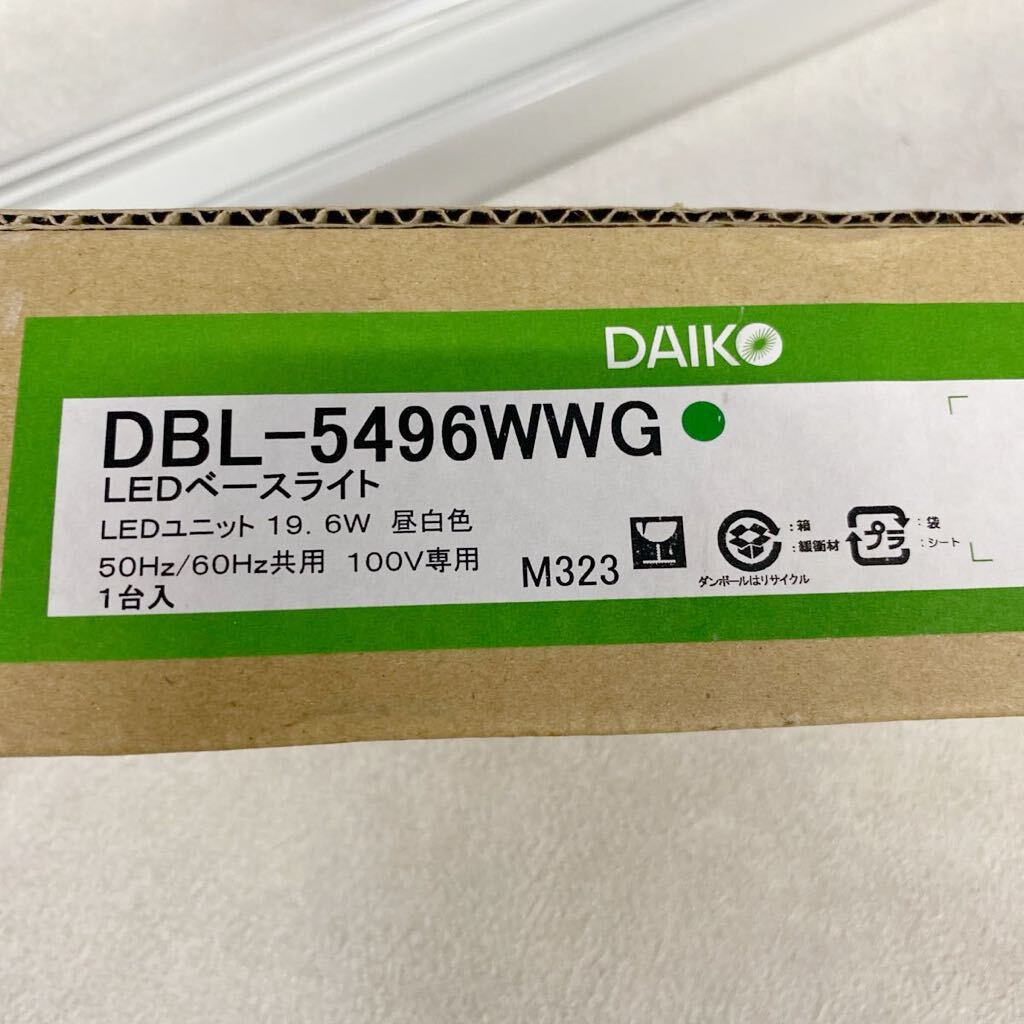 DAIKO
DBL-5496WWG
LEDベースライト
LEDユニット 19.6W 昼白色
50Hz/60Hz共用 100V専用
1台入
M323
:箱
:緩衝材
ダンボールはリサイクル
プラ
:袋
:シート